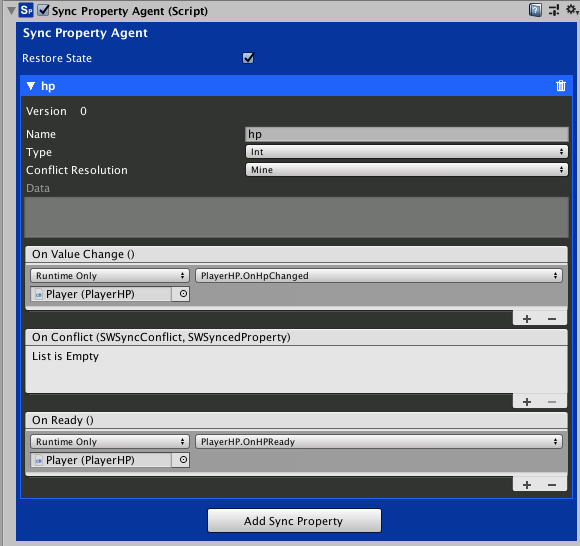 Sp Sync Property Agent (Script)
Sync Property Agent
Restore State
hp
Version 0
Name hp
Type Int
Conflict Resolution Mine
Data
On Value Change ()
Runtime Only PlayerHP.OnHpChanged
Player (PlayerHP)
+ −
On Conflict (SWSyncConflict, SWSyncedProperty)
List is Empty
+ −
On Ready ()
Runtime Only PlayerHP.OnHPReady
Player (PlayerHP)
+ −
Add Sync Property